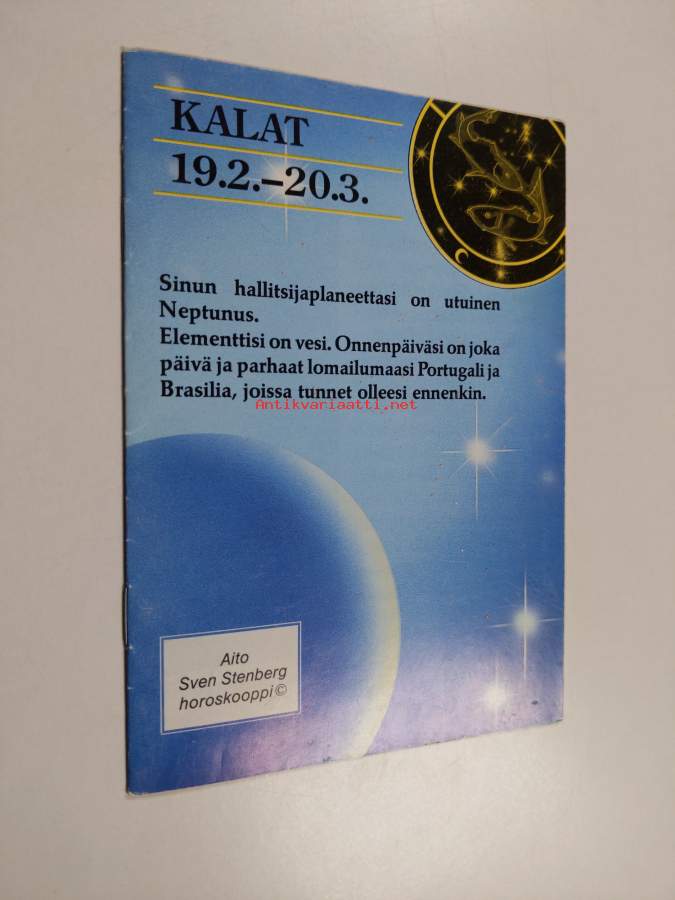 KALAT
19.2.–20.3.
Sinun hallitsijaplaneettasi on utuinen
Neptunus.
Elementtisi on vesi. Onnenpäiväsi on joka
päivä ja parhaat lomailumaasi Portugali ja
Brasilia, joissa tunnet olleesi ennenkin.
Antikvariaatti.net
Aito
Sven Stenberg
horoskooppi©